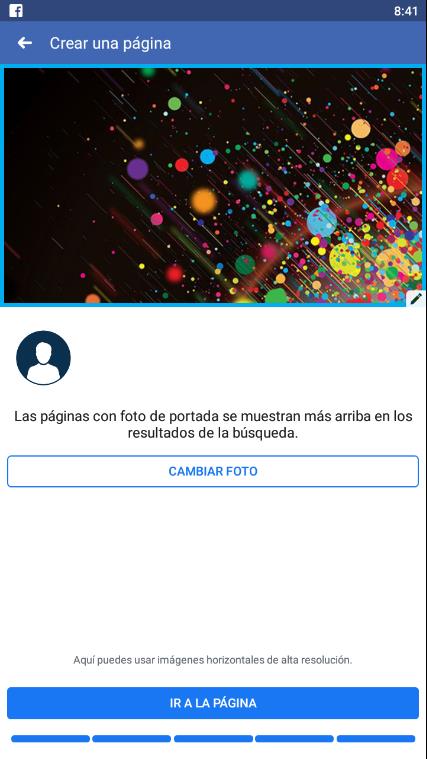 8:41
Crear una página
Las páginas con foto de portada se muestran más arriba en los
resultados de la búsqueda.
CAMBIAR FOTO
Aquí puedes usar imágenes horizontales de alta resolución.
IR A LA PÁGINA